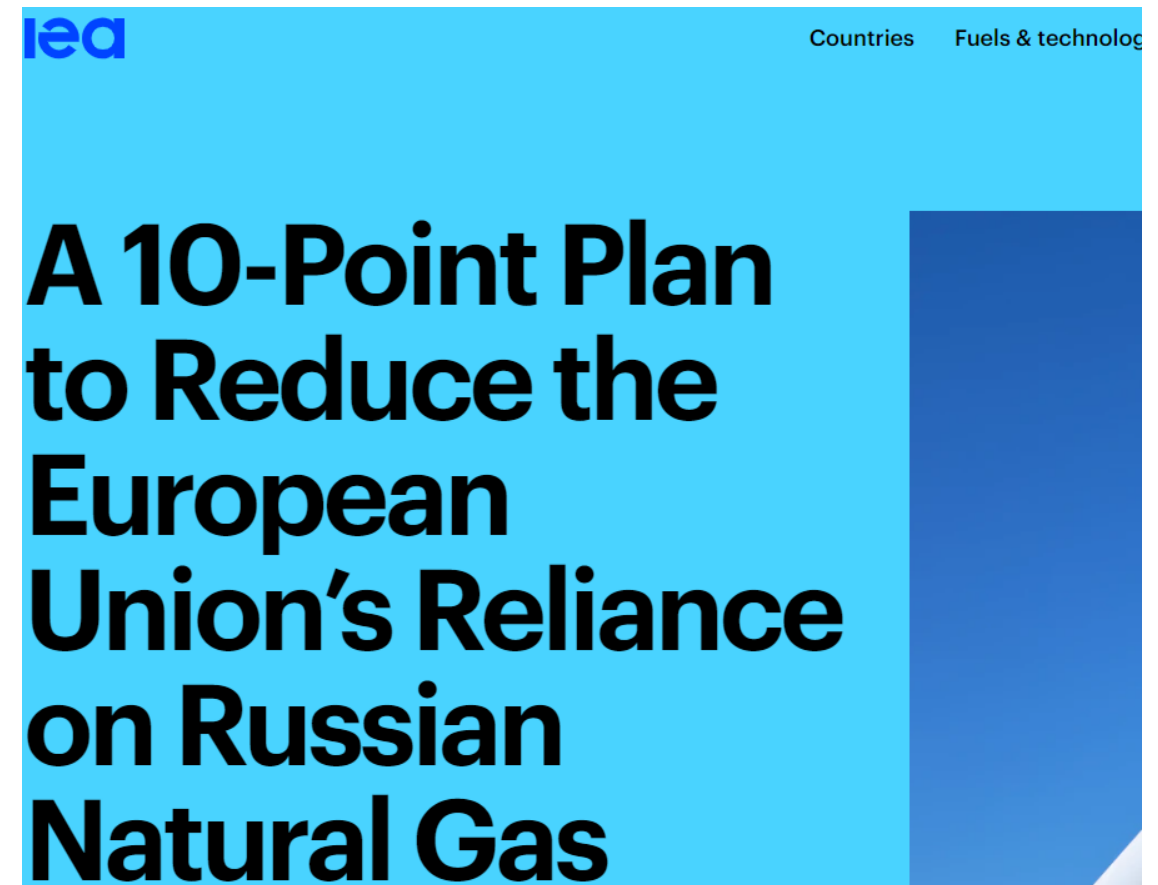 iea
Countries Fuels & technolog
A 10-Point Plan
to Reduce the
European
Union’s Reliance
on Russian
Natural Gas